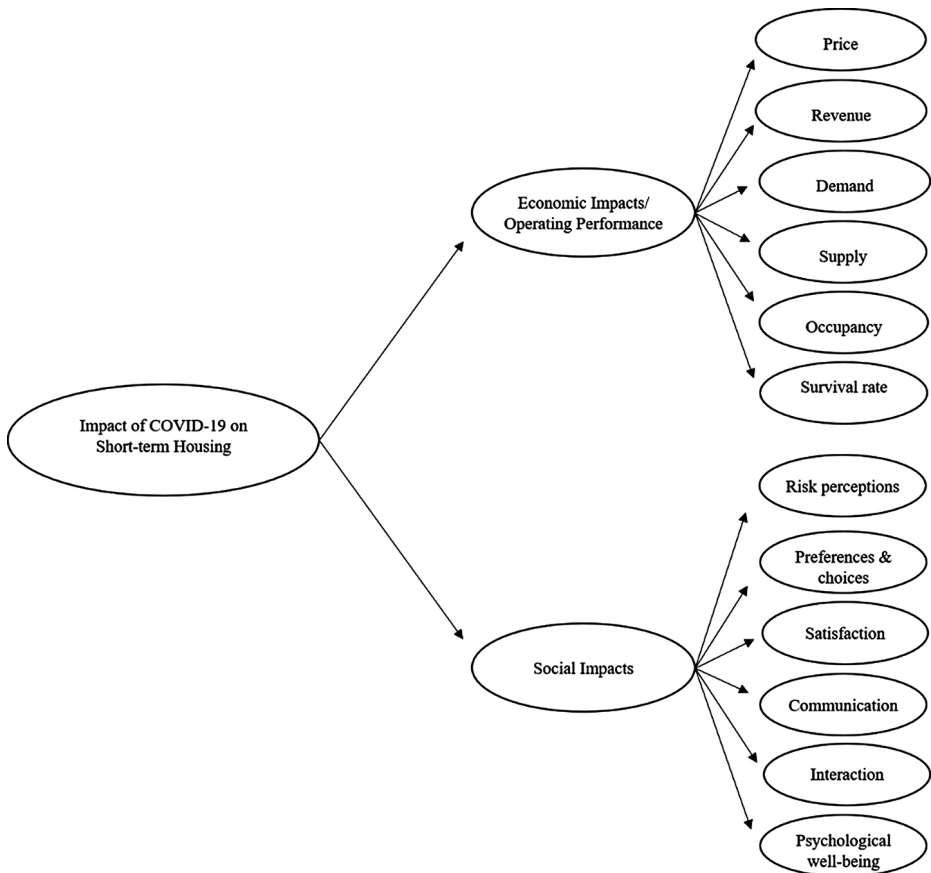 Price
Revenue
Demand
Supply
Occupancy
Survival rate
Economic Impacts/
Operating Performance
Impact of COVID-19 on
Short-term Housing
Social Impacts
Risk perceptions
Preferences &
choices
Satisfaction
Communication
Interaction
Psychological
well-being